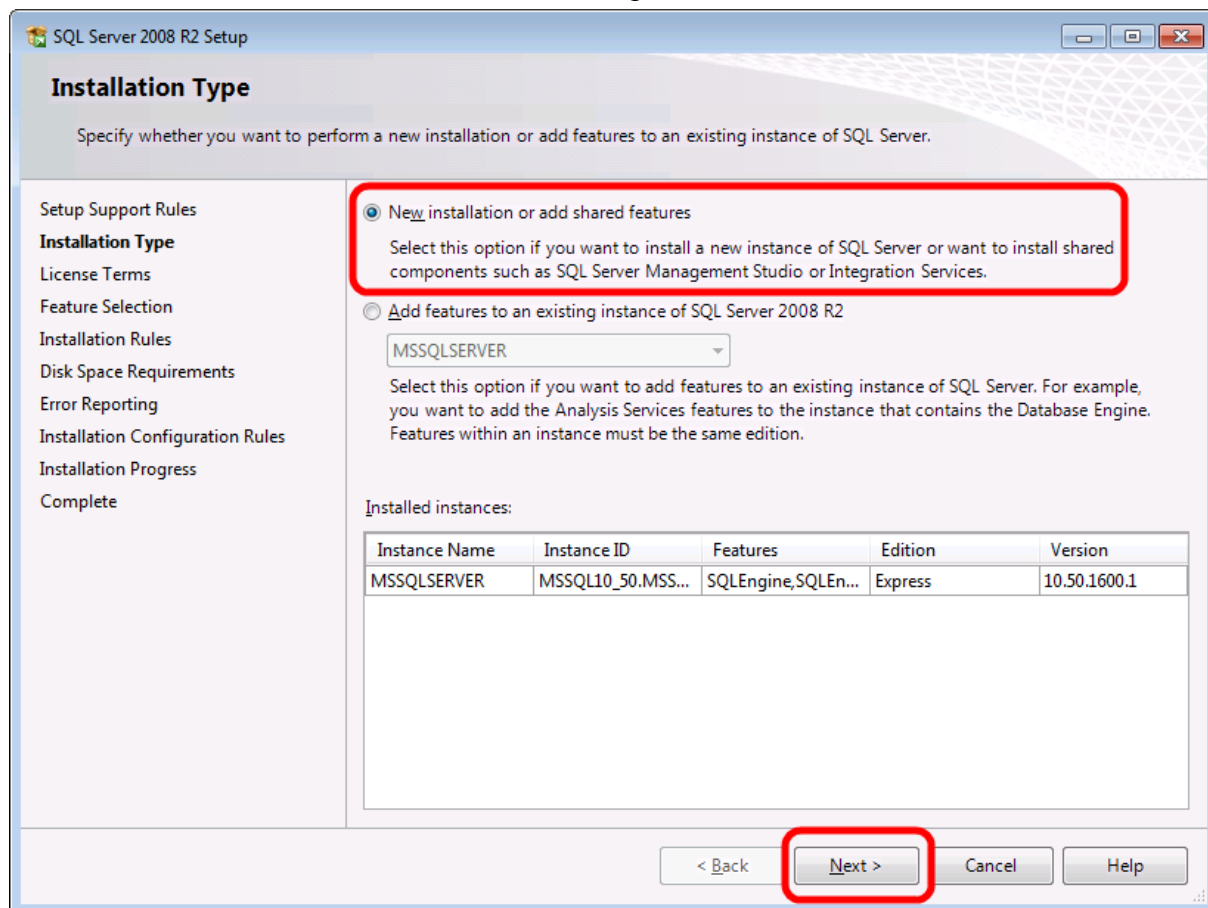 SQL Server 2008 R2 Setup
Installation Type
Specify whether you want to perform a new installation or add features to an existing instance of SQL Server.
Setup Support Rules
Installation Type
License Terms
Feature Selection
Installation Rules
Disk Space Requirements
Error Reporting
Installation Configuration Rules
Installation Progress
Complete
New installation or add shared features
Select this option if you want to install a new instance of SQL Server or want to install shared
components such as SQL Server Management Studio or Integration Services.
Add features to an existing instance of SQL Server 2008 R2
MSSQLSERVER
Select this option if you want to add features to an existing instance of SQL Server. For example,
you want to add the Analysis Services features to the instance that contains the Database Engine.
Features within an instance must be the same edition.
Installed instances:
Instance Name Instance ID Features Edition Version
MSSQLSERVER MSSQL10_50.MSS... SQLEngine,SQLEn... Express 10.50.1600.1
< Back Next > Cancel Help